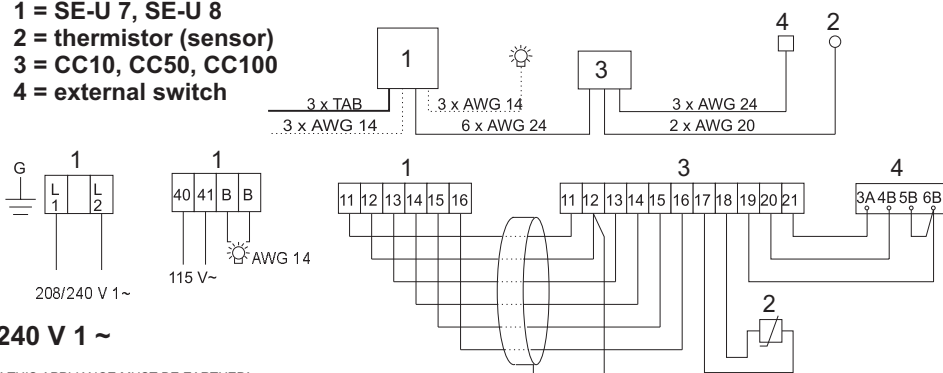 1 = SE-U 7, SE-U 8
2 = thermistor (sensor)
3 = CC10, CC50, CC100
4 = external switch
1
3
4
2
3 x TAB
3 x AWG 14
3 x AWG 24
3 x AWG 14
6 x AWG 24
2 x AWG 20
G
1
1
1
3
4
L 1
L 2
40 41 B B
11 12 13 14 15 16
11 12 13 14 15 16 17 18 19 20 21
3A 4B 5B 6B
AWG 14
115 V~
208/240 V 1~
2
240 V 1 ~